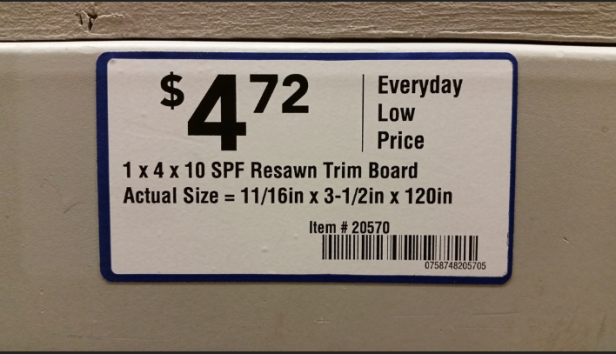 $4.72 Everyday
Low
Price
1 x 4 x 10 SPF Resawn Trim Board
Actual Size = 11/16in x 3-1/2in x 120in
Item # 20570
0758748205705